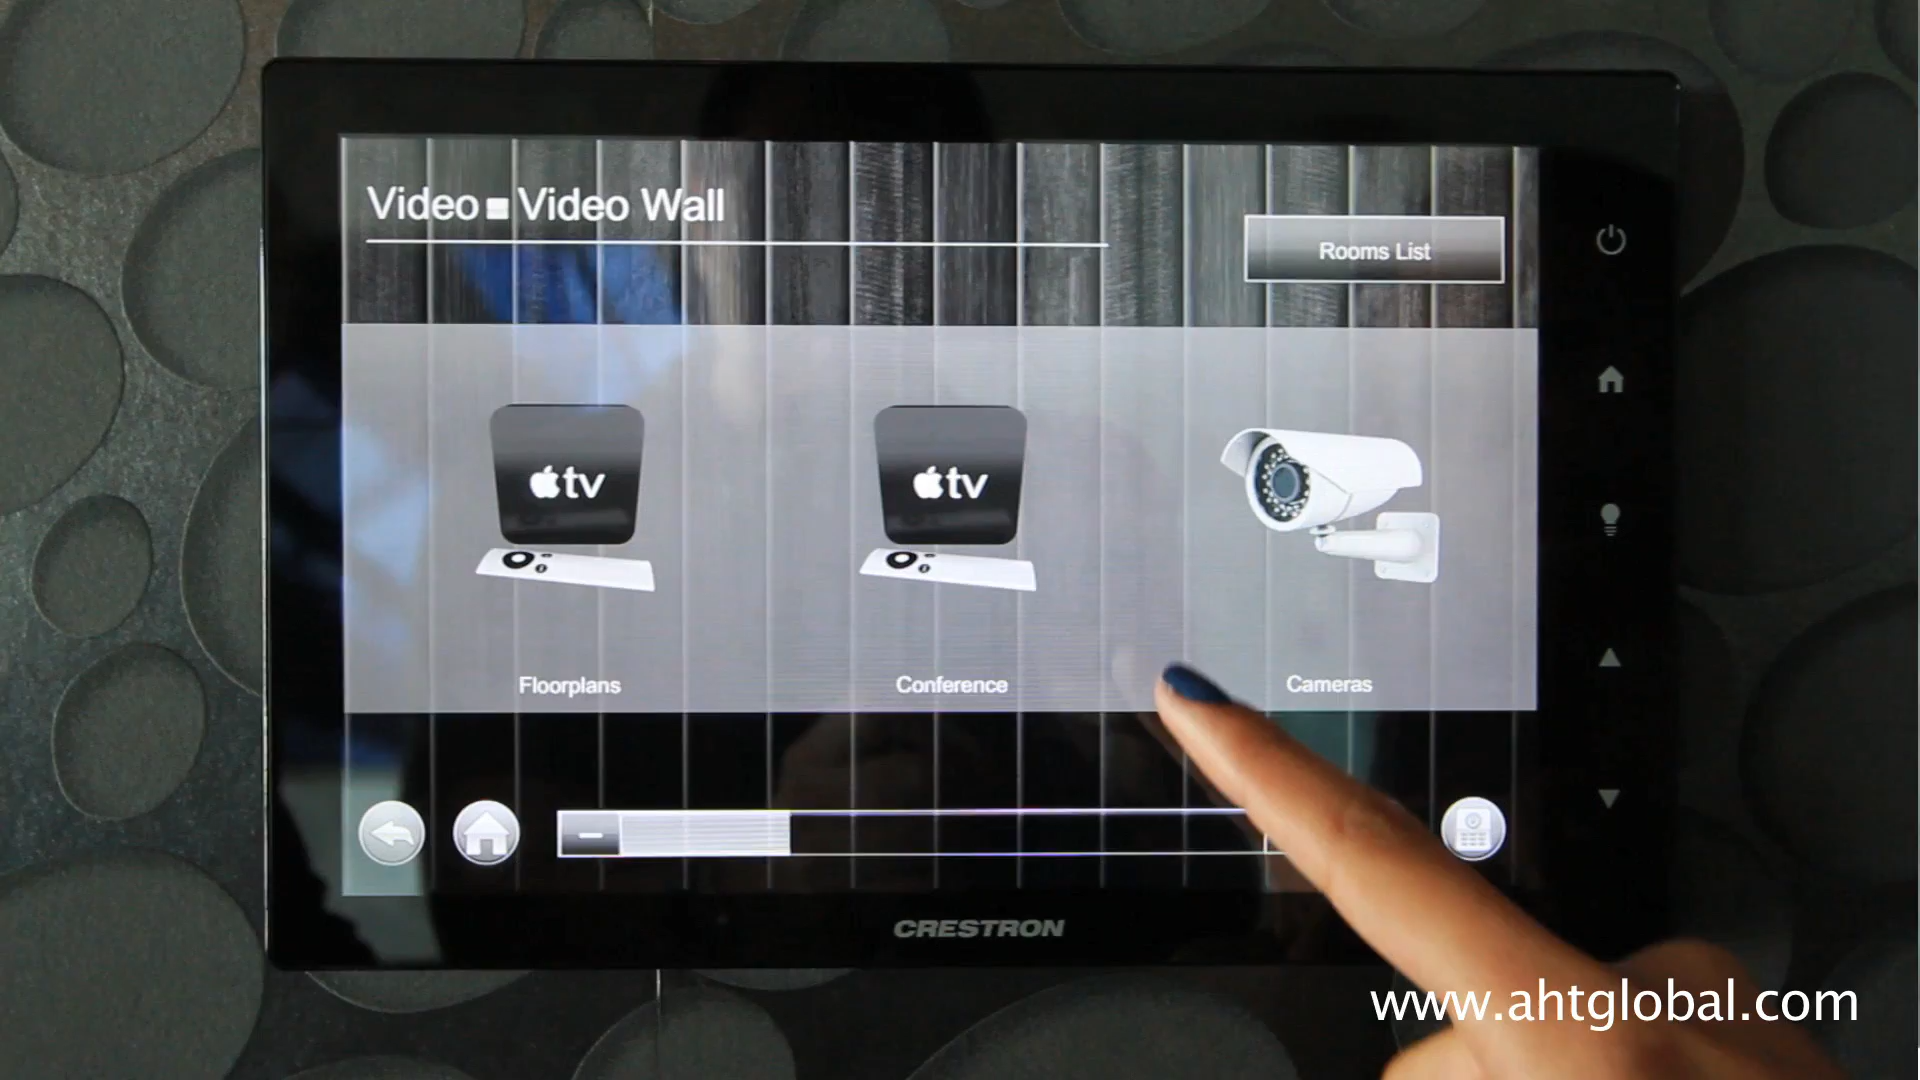 Video Video Wall
Rooms List
tv
tv
Floorplans
Conference
Cameras
CRESTRON
www.ahtglobal.com